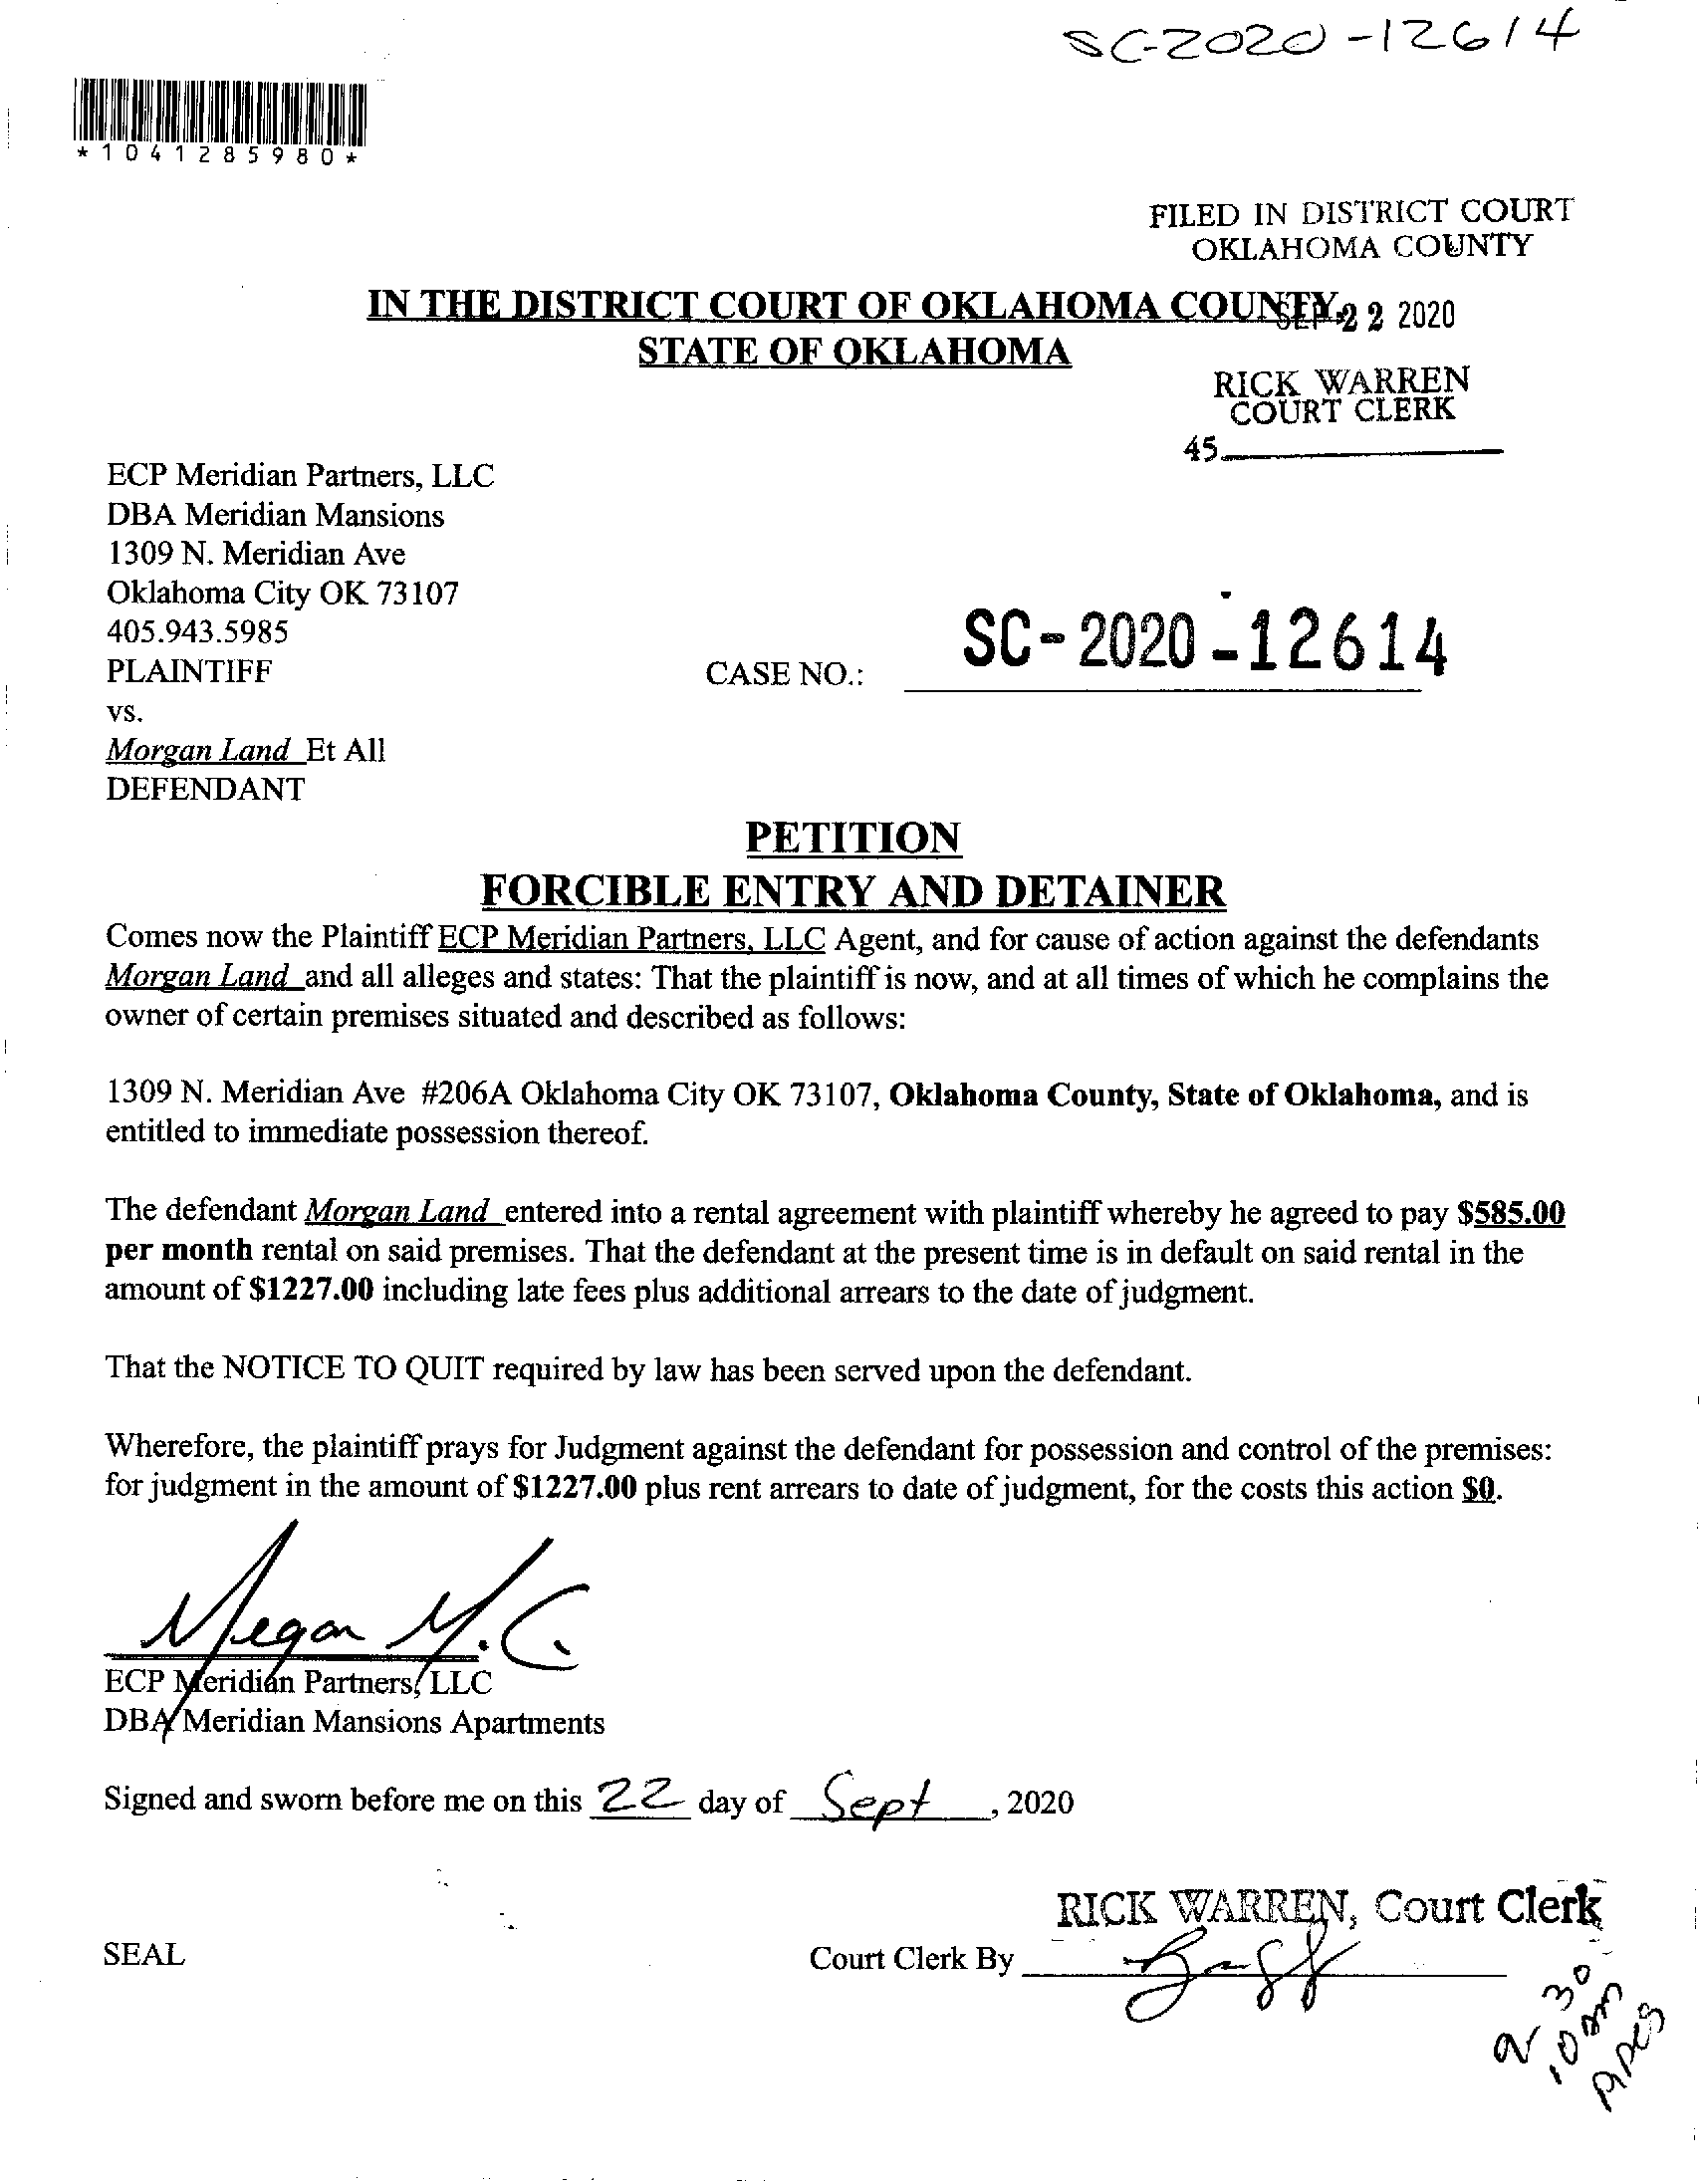 SC-2020-12614
*1041285980*
FILED IN DISTRICT COURT
OKLAHOMA COUNTY
IN THE DISTRICT COURT OF OKLAHOMA COUNTY
SEP 22 2020
STATE OF OKLAHOMA
RICK WARREN
COURT CLERK
45
ECP Meridian Partners, LLC
DBA Meridian Mansions
1309 N. Meridian Ave
Oklahoma City OK 73107
405.943.5985
PLAINTIFF
CASE NO.: SC-2020-12614
vs.
Morgan Land Et All
DEFENDANT
PETITION
FORCIBLE ENTRY AND DETAINER
Comes now the Plaintiff ECP Meridian Partners, LLC Agent, and for cause of action against the defendants
Morgan Land and all alleges and states: That the plaintiff is now, and at all times of which he complains the
owner of certain premises situated and described as follows:
1309 N. Meridian Ave #206A Oklahoma City OK 73107, Oklahoma County, State of Oklahoma, and is
entitled to immediate possession thereof.
The defendant Morgan Land entered into a rental agreement with plaintiff whereby he agreed to pay $585.00
per month rental on said premises. That the defendant at the present time is in default on said rental in the
amount of $1227.00 including late fees plus additional arrears to the date of judgment.
That the NOTICE TO QUIT required by law has been served upon the defendant.
Wherefore, the plaintiff prays for Judgment against the defendant for possession and control of the premises:
for judgment in the amount of $1227.00 plus rent arrears to date of judgment, for the costs this action $0.
Megan M.C.
ECP Meridian Partners, LLC
DBA Meridian Mansions Apartments
Signed and sworn before me on this 22 day of Sept, 2020
RICK WARREN, Court Clerk
SEAL
Court Clerk By
30
10am